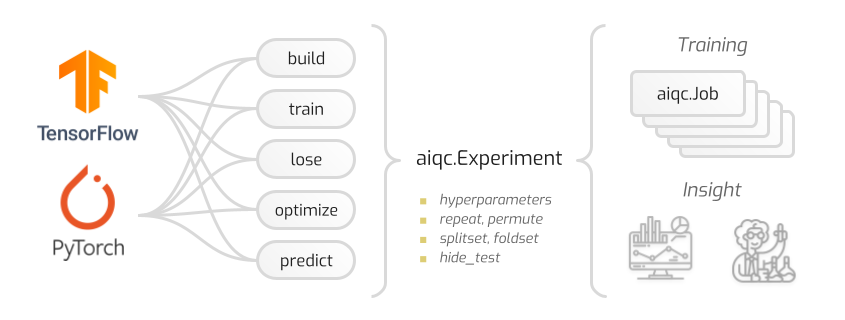 TensorFlow
PyTorch
build
train
lose
optimize
predict
aiqc.Experiment
hyperparameters
repeat, permute
splitset, foldset
hide_test
Training
aiqc.Job
Insight